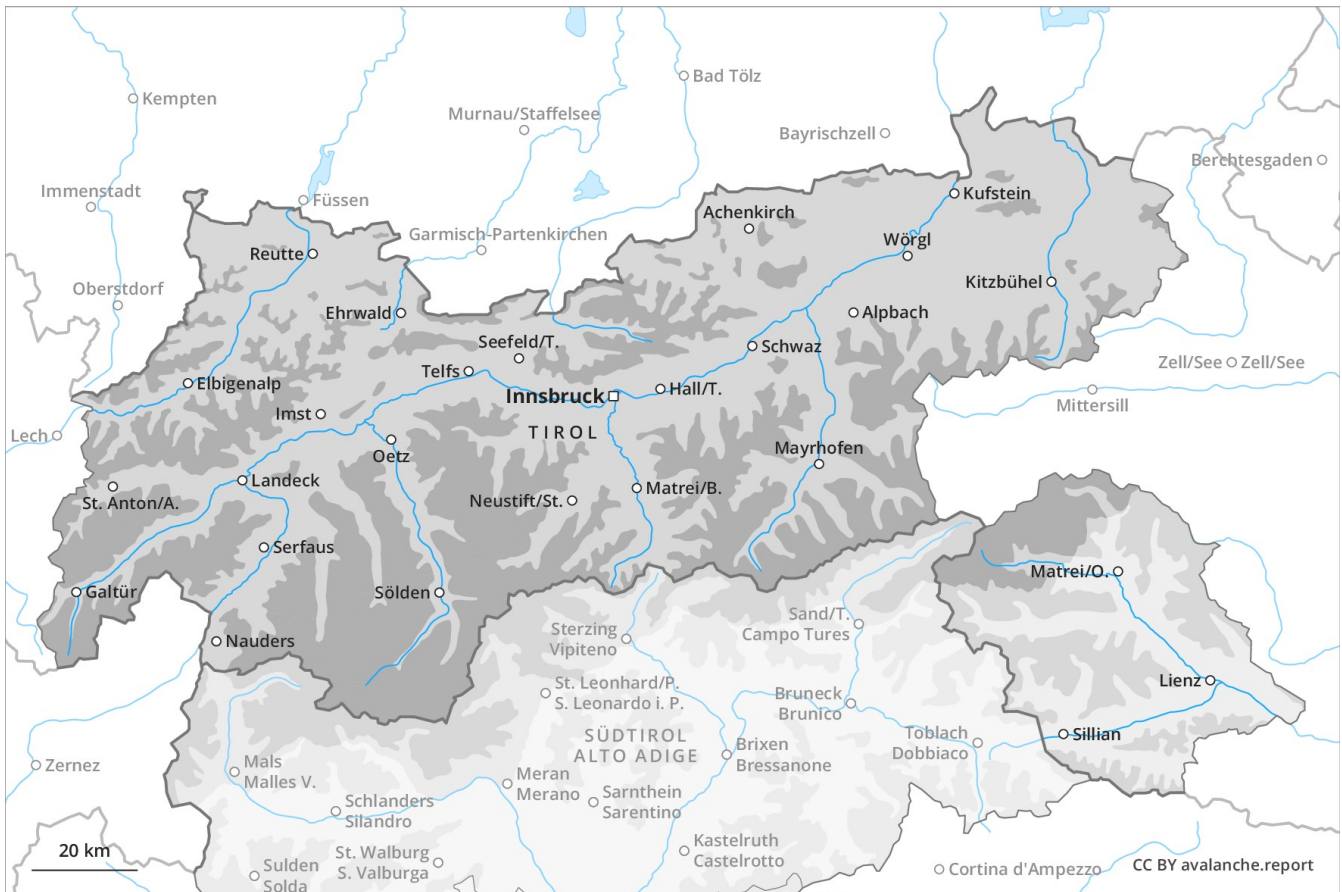 Kempten
Bad Tölz
Murnau/Staffelsee
Bayrischzell
Berchtesgaden
Immenstadt
Füssen
Kufstein
Achenkirch
Garmisch-Partenkirchen
Wörgl
Reutte
Oberstdorf
Kitzbühel
Ehrwald
Alpbach
Seefeld/T.
Schwaz
Zell/See
Zell/See
Telfs
Elbigenalp
Hall/T.
Mittersill
Innsbruck
Imst
Lech
TIROL
Mayrhofen
Oetz
Landeck
Matrei/B.
St. Anton/A.
Neustift/St.
Serfaus
Matrei/O.
Galtür
Sölden
Sand/T.
Campo Tures
Sterzing
Vipiteno
Nauders
Lienz
St. Leonhard/P.
S. Leonardo i. P.
Bruneck
Brunico
Toblach
Dobbiaco
Sillian
SÜDTIROL
ALTO ADIGE
Brixen
Bressanone
Zernez
Mals
Malles V.
Meran
Merano
Schlanders
Silandro
Sarnthein
Sarentino
Kastelruth
Castelrotto
20 km
St. Walburg
S. Valburga
Sulden
Solda
Cortina d'Ampezzo
CC BY avalanche.report